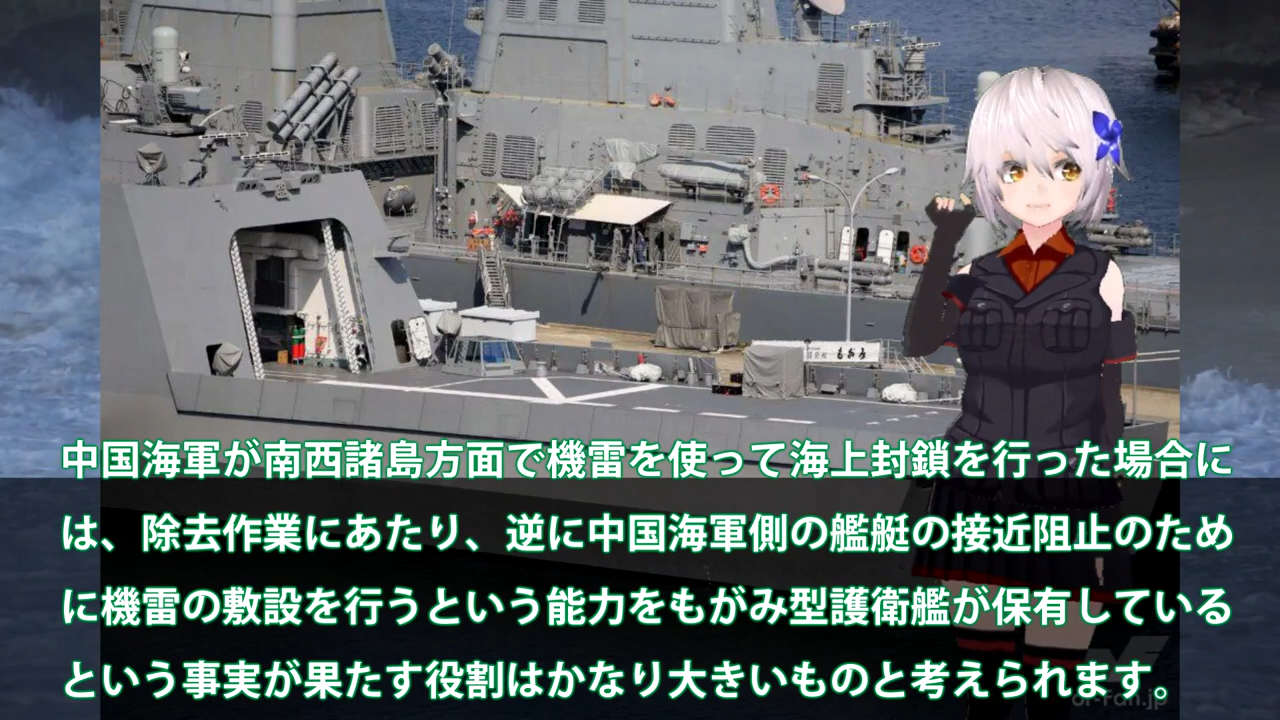 もがみ
中国海軍が南西諸島方面で機雷を使って海上封鎖を行った場合に
は、除去作業にあたり、逆に中国海軍側の艦艇の接近阻止のため
に機雷の敷設を行うという能力をもがみ型護衛艦が保有している
という事実が果たす役割はかなり大きいものと考えられます。